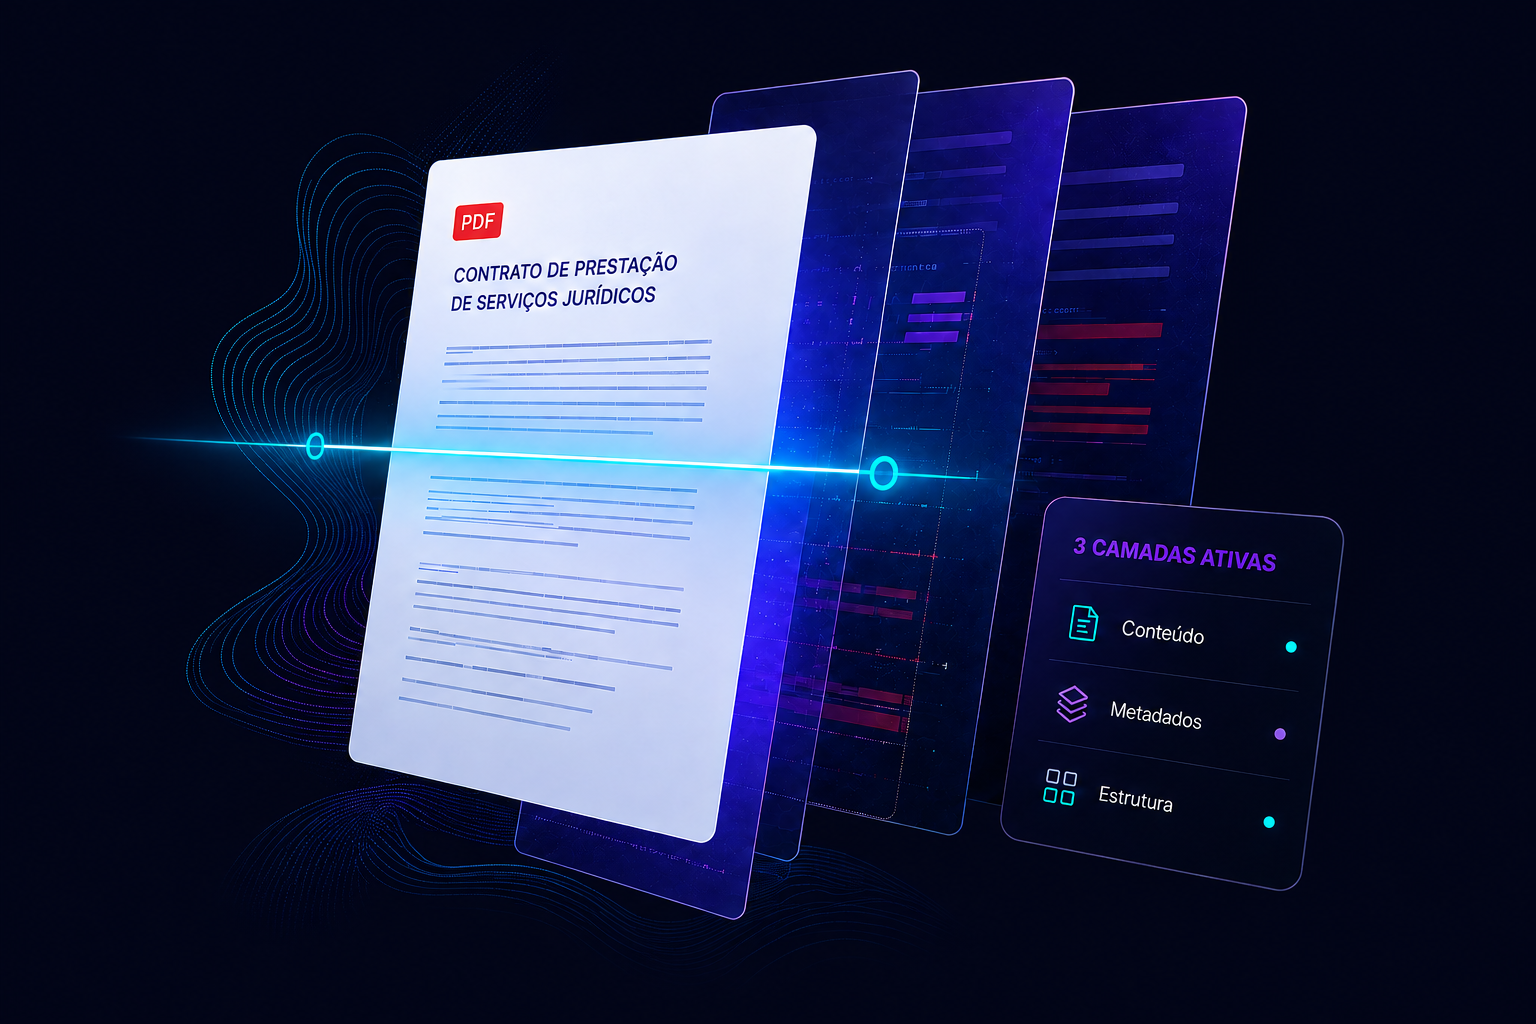 PDF
CONTRATO DE PRESTAÇÃO
DE SERVIÇOS JURÍDICOS
3 CAMADAS ATIVAS
Conteúdo
Metadados
Estrutura